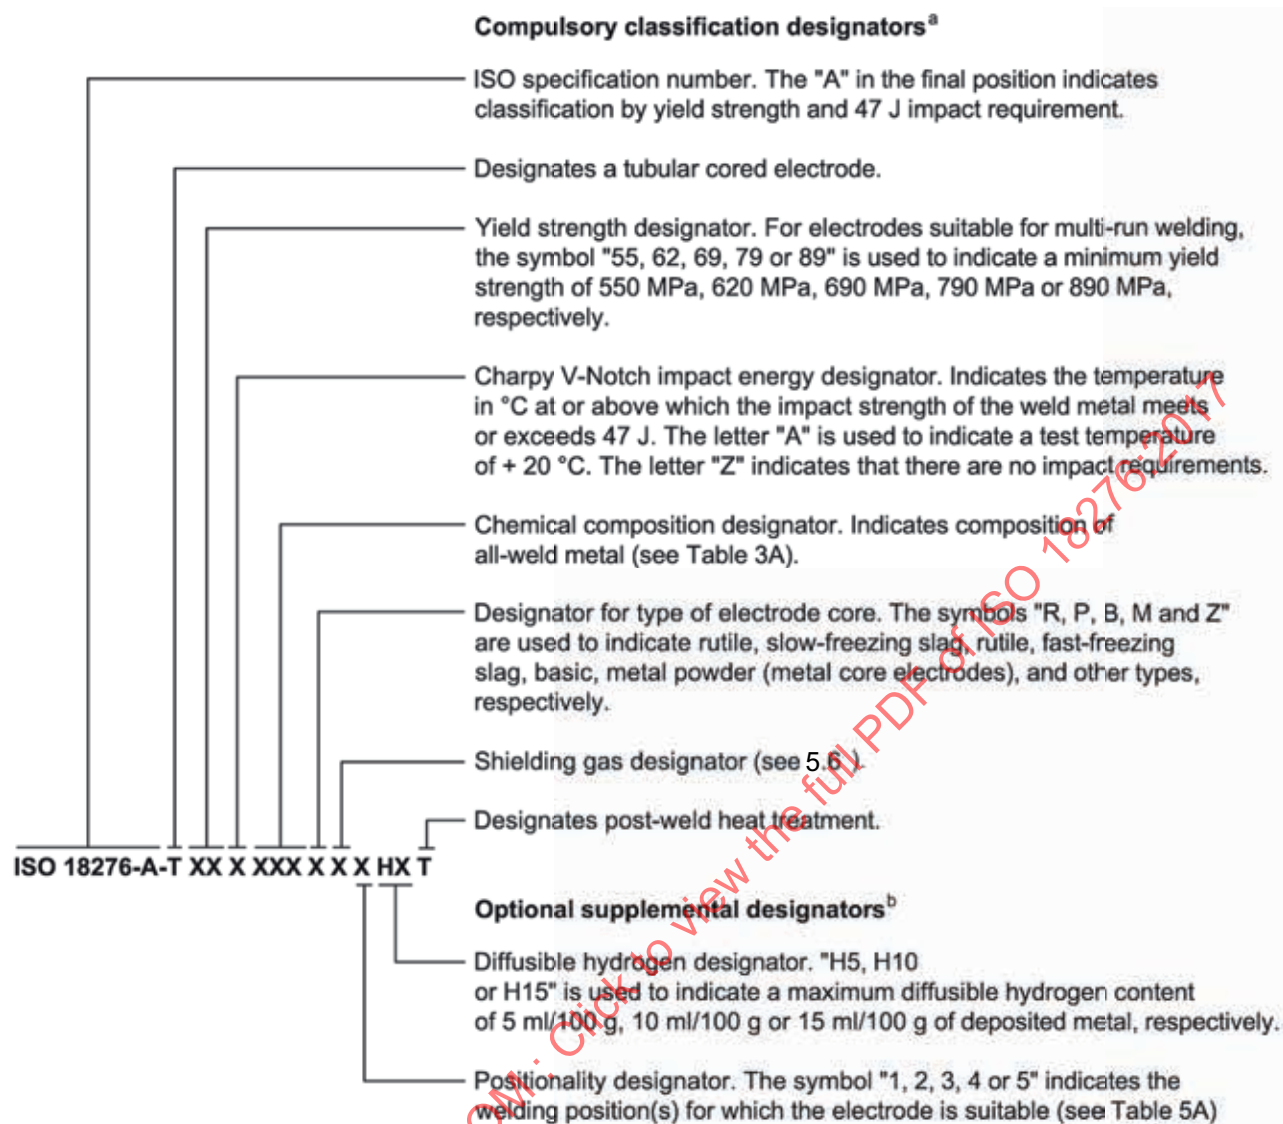 Compulsory classification designatorsa
ISO specification number. The "A" in the final position indicates
classification by yield strength and 47 J impact requirement.
Designates a tubular cored electrode.
Yield strength designator. For electrodes suitable for multi-run welding,
the symbol "55, 62, 69, 79 or 89" is used to indicate a minimum yield
strength of 550 MPa, 620 MPa, 690 MPa, 790 MPa or 890 MPa,
respectively.
Charpy V-Notch impact energy designator. Indicates the temperature
in °C at or above which the impact strength of the weld metal meets
or exceeds 47 J. The letter "A" is used to indicate a test temperature
of + 20 °C. The letter "Z" indicates that there are no impact requirements.
Chemical composition designator. Indicates composition of
all-weld metal (see Table 3A).
Designator for type of electrode core. The symbols "R, P, B, M and Z"
are used to indicate rutile, slow-freezing slag, rutile, fast-freezing
slag, basic, metal powder (metal core electrodes), and other types,
respectively.
Shielding gas designator (see 5.6 ).
Designates post-weld heat treatment.
ISO 18276-A-T XX X XXX X X X HX T
Optional supplemental designatorsb
Diffusible hydrogen designator. "H5, H10
or H15" is used to indicate a maximum diffusible hydrogen content
of 5 ml/100 g, 10 ml/100 g or 15 ml/100 g of deposited metal, respectively.
Positionality designator. The symbol "1, 2, 3, 4 or 5" indicates the
welding position(s) for which the electrode is suitable (see Table 5A)
OM : Click to view the full PDF of ISO 18276:2017